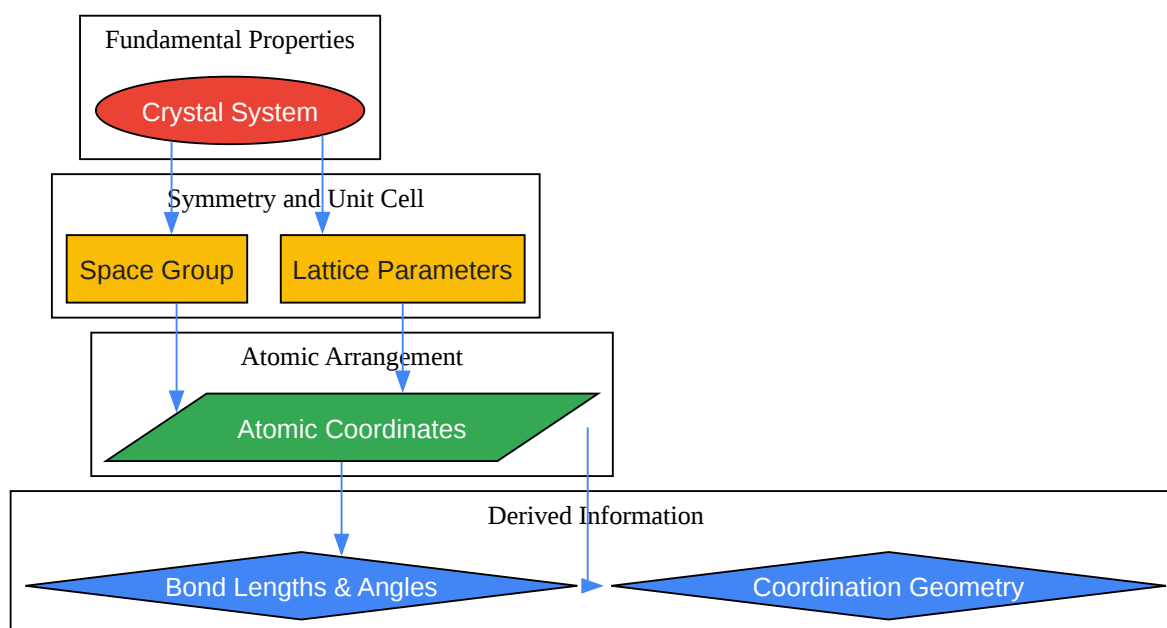 Fundamental Properties
Crystal System
Symmetry and Unit Cell
Space Group
Lattice Parameters
Atomic Arrangement
Atomic Coordinates
Derived Information
Bond Lengths & Angles
Coordination Geometry